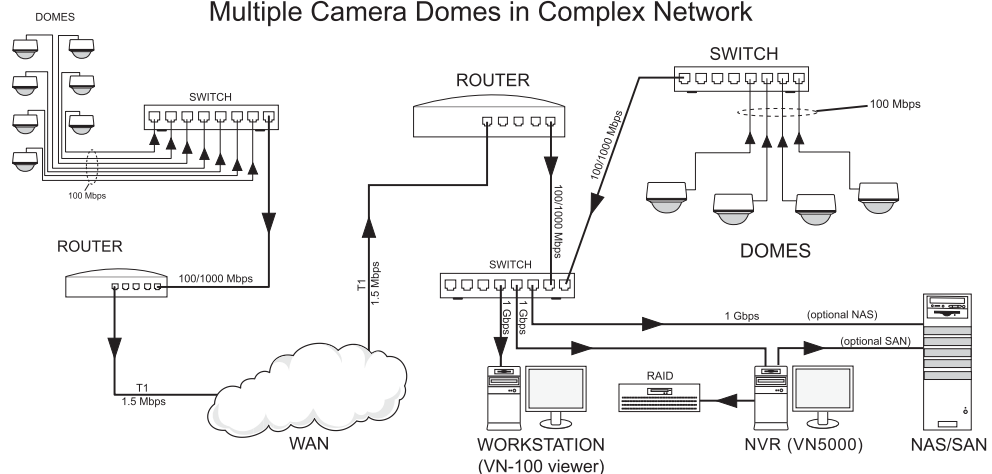 Multiple Camera Domes in Complex Network
DOMES
SWITCH
100 Mbps
ROUTER
100/1000 Mbps
T1
1.5 Mbps
WAN
T1
1.5 Mbps
ROUTER
100/1000 Mbps
SWITCH
100 Mbps
100/1000 Mbps
DOMES
SWITCH
1 Gbps
1 Gbps
1 Gbps
(optional NAS)
(optional SAN)
RAID
WORKSTATION
(VN-100 viewer)
NVR (VN5000)
NAS/SAN